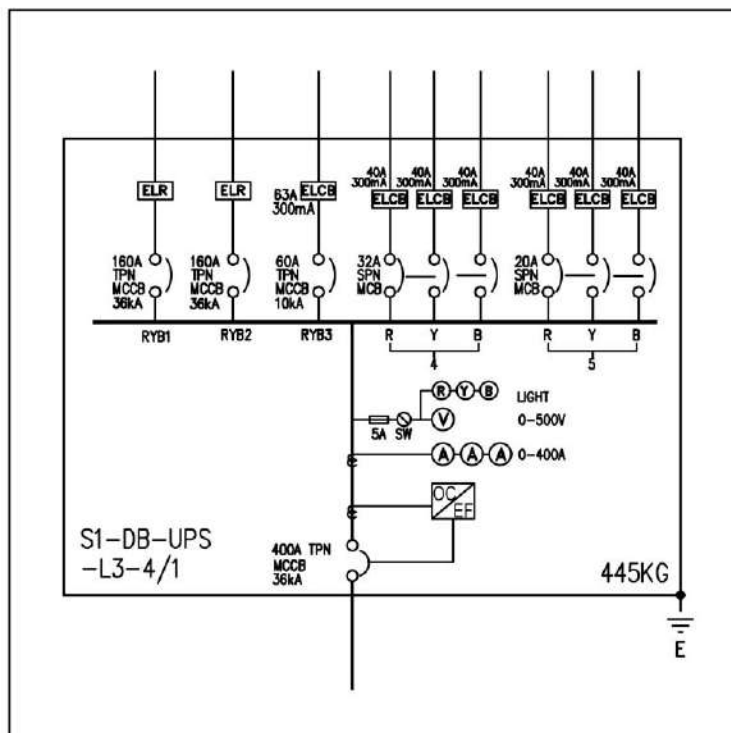 ELR
ELR
63A
300mA
ELCB
40A
300mA
ELCB
40A
300mA
ELCB
40A
300mA
ELCB
40A
300mA
ELCB
40A
300mA
ELCB
40A
300mA
ELCB
160A
TPN
MCCB
36kA
160A
TPN
MCCB
36kA
60A
TPN
MCCB
10kA
32A
SPN
MCB
20A
SPN
MCB
RYB1
RYB2
RYB3
R Y B
4
R Y B
5
R Y B LIGHT
5A SW V 0-500V
A A A 0-400A
OC
EF
S1-DB-UPS
-L3-4/1
400A TPN
MCCB
36kA
445KG
E